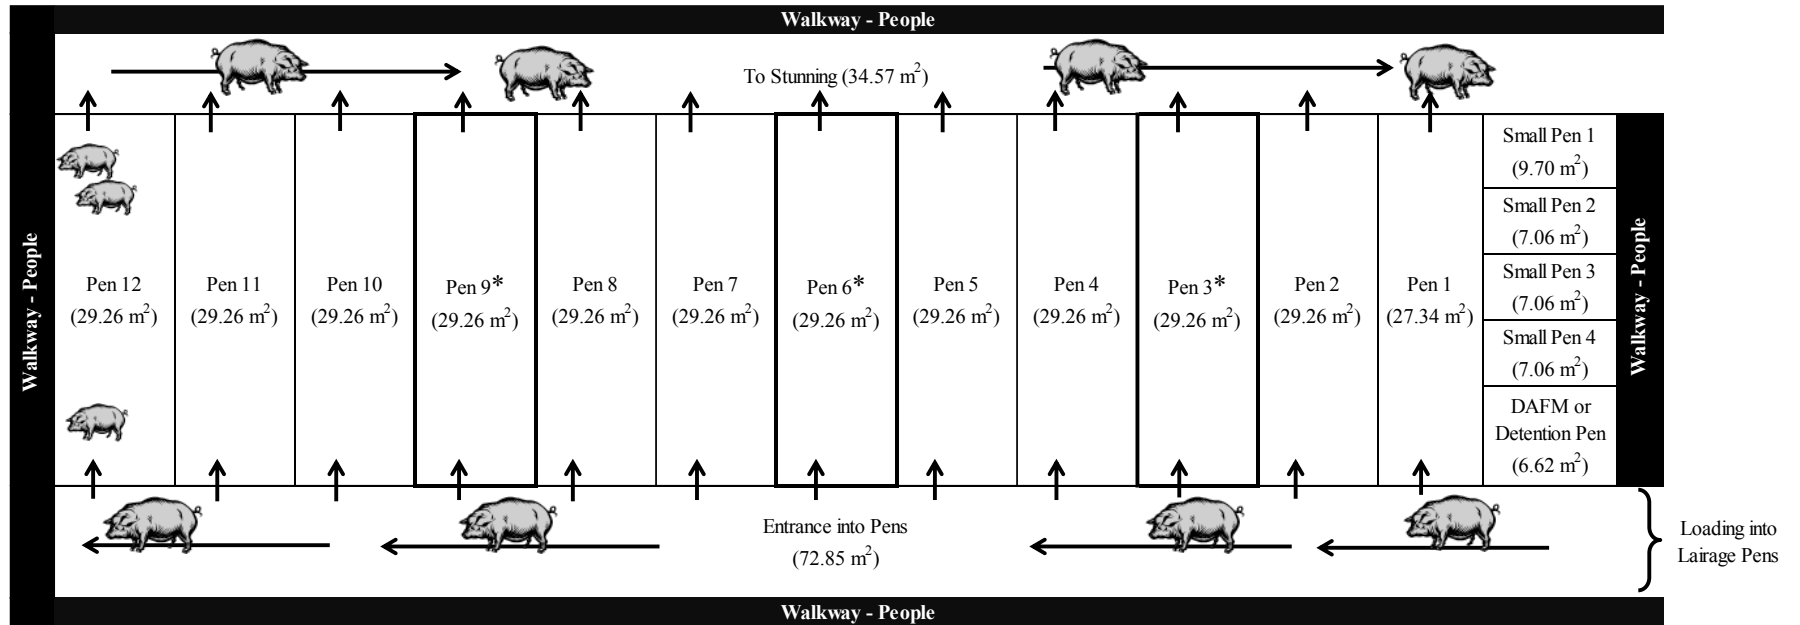 Walkway - People
To Stunning (34.57 m²)
Walkway - People
Pen 12
(29.26 m²)
Pen 11
(29.26 m²)
Pen 10
(29.26 m²)
Pen 9*
(29.26 m²)
Pen 8
(29.26 m²)
Pen 7
(29.26 m²)
Pen 6*
(29.26 m²)
Pen 5
(29.26 m²)
Pen 4
(29.26 m²)
Pen 3*
(29.26 m²)
Pen 2
(29.26 m²)
Pen 1
(27.34 m²)
Small Pen 1
(9.70 m²)
Small Pen 2
(7.06 m²)
Small Pen 3
(7.06 m²)
Small Pen 4
(7.06 m²)
DAFM or
Detention Pen
(6.62 m²)
Walkway - People
Entrance into Pens
(72.85 m²)
Loading into
Lairage Pens
Walkway - People